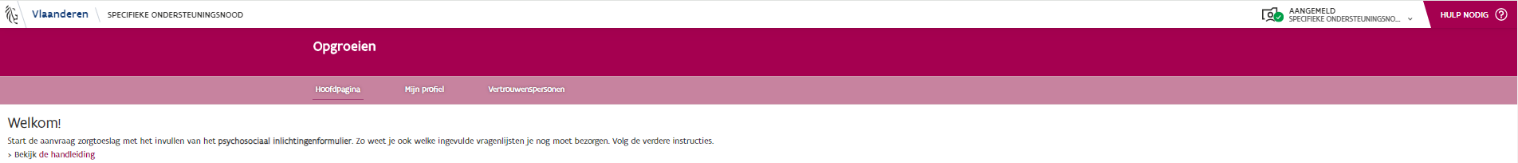 Vlaanderen SPECIFIEKE ONDERSTEUNINGSNOOD
AANGEMELD
SPECIFIEKE ONDERSTEUNINGSNO...
HULP NODIG ?
Opgroeien
Hoofdpagina Mijn profiel Vertrouwenspersonen
Welkom!
Start de aanvraag zorgtoeslag met het invullen van het psychosociaal inlichtingenformulier. Zo weet je ook welke ingevulde vragenlijsten je nog moet bezorgen. Volg de verdere instructies.
> Bekijk de handleiding